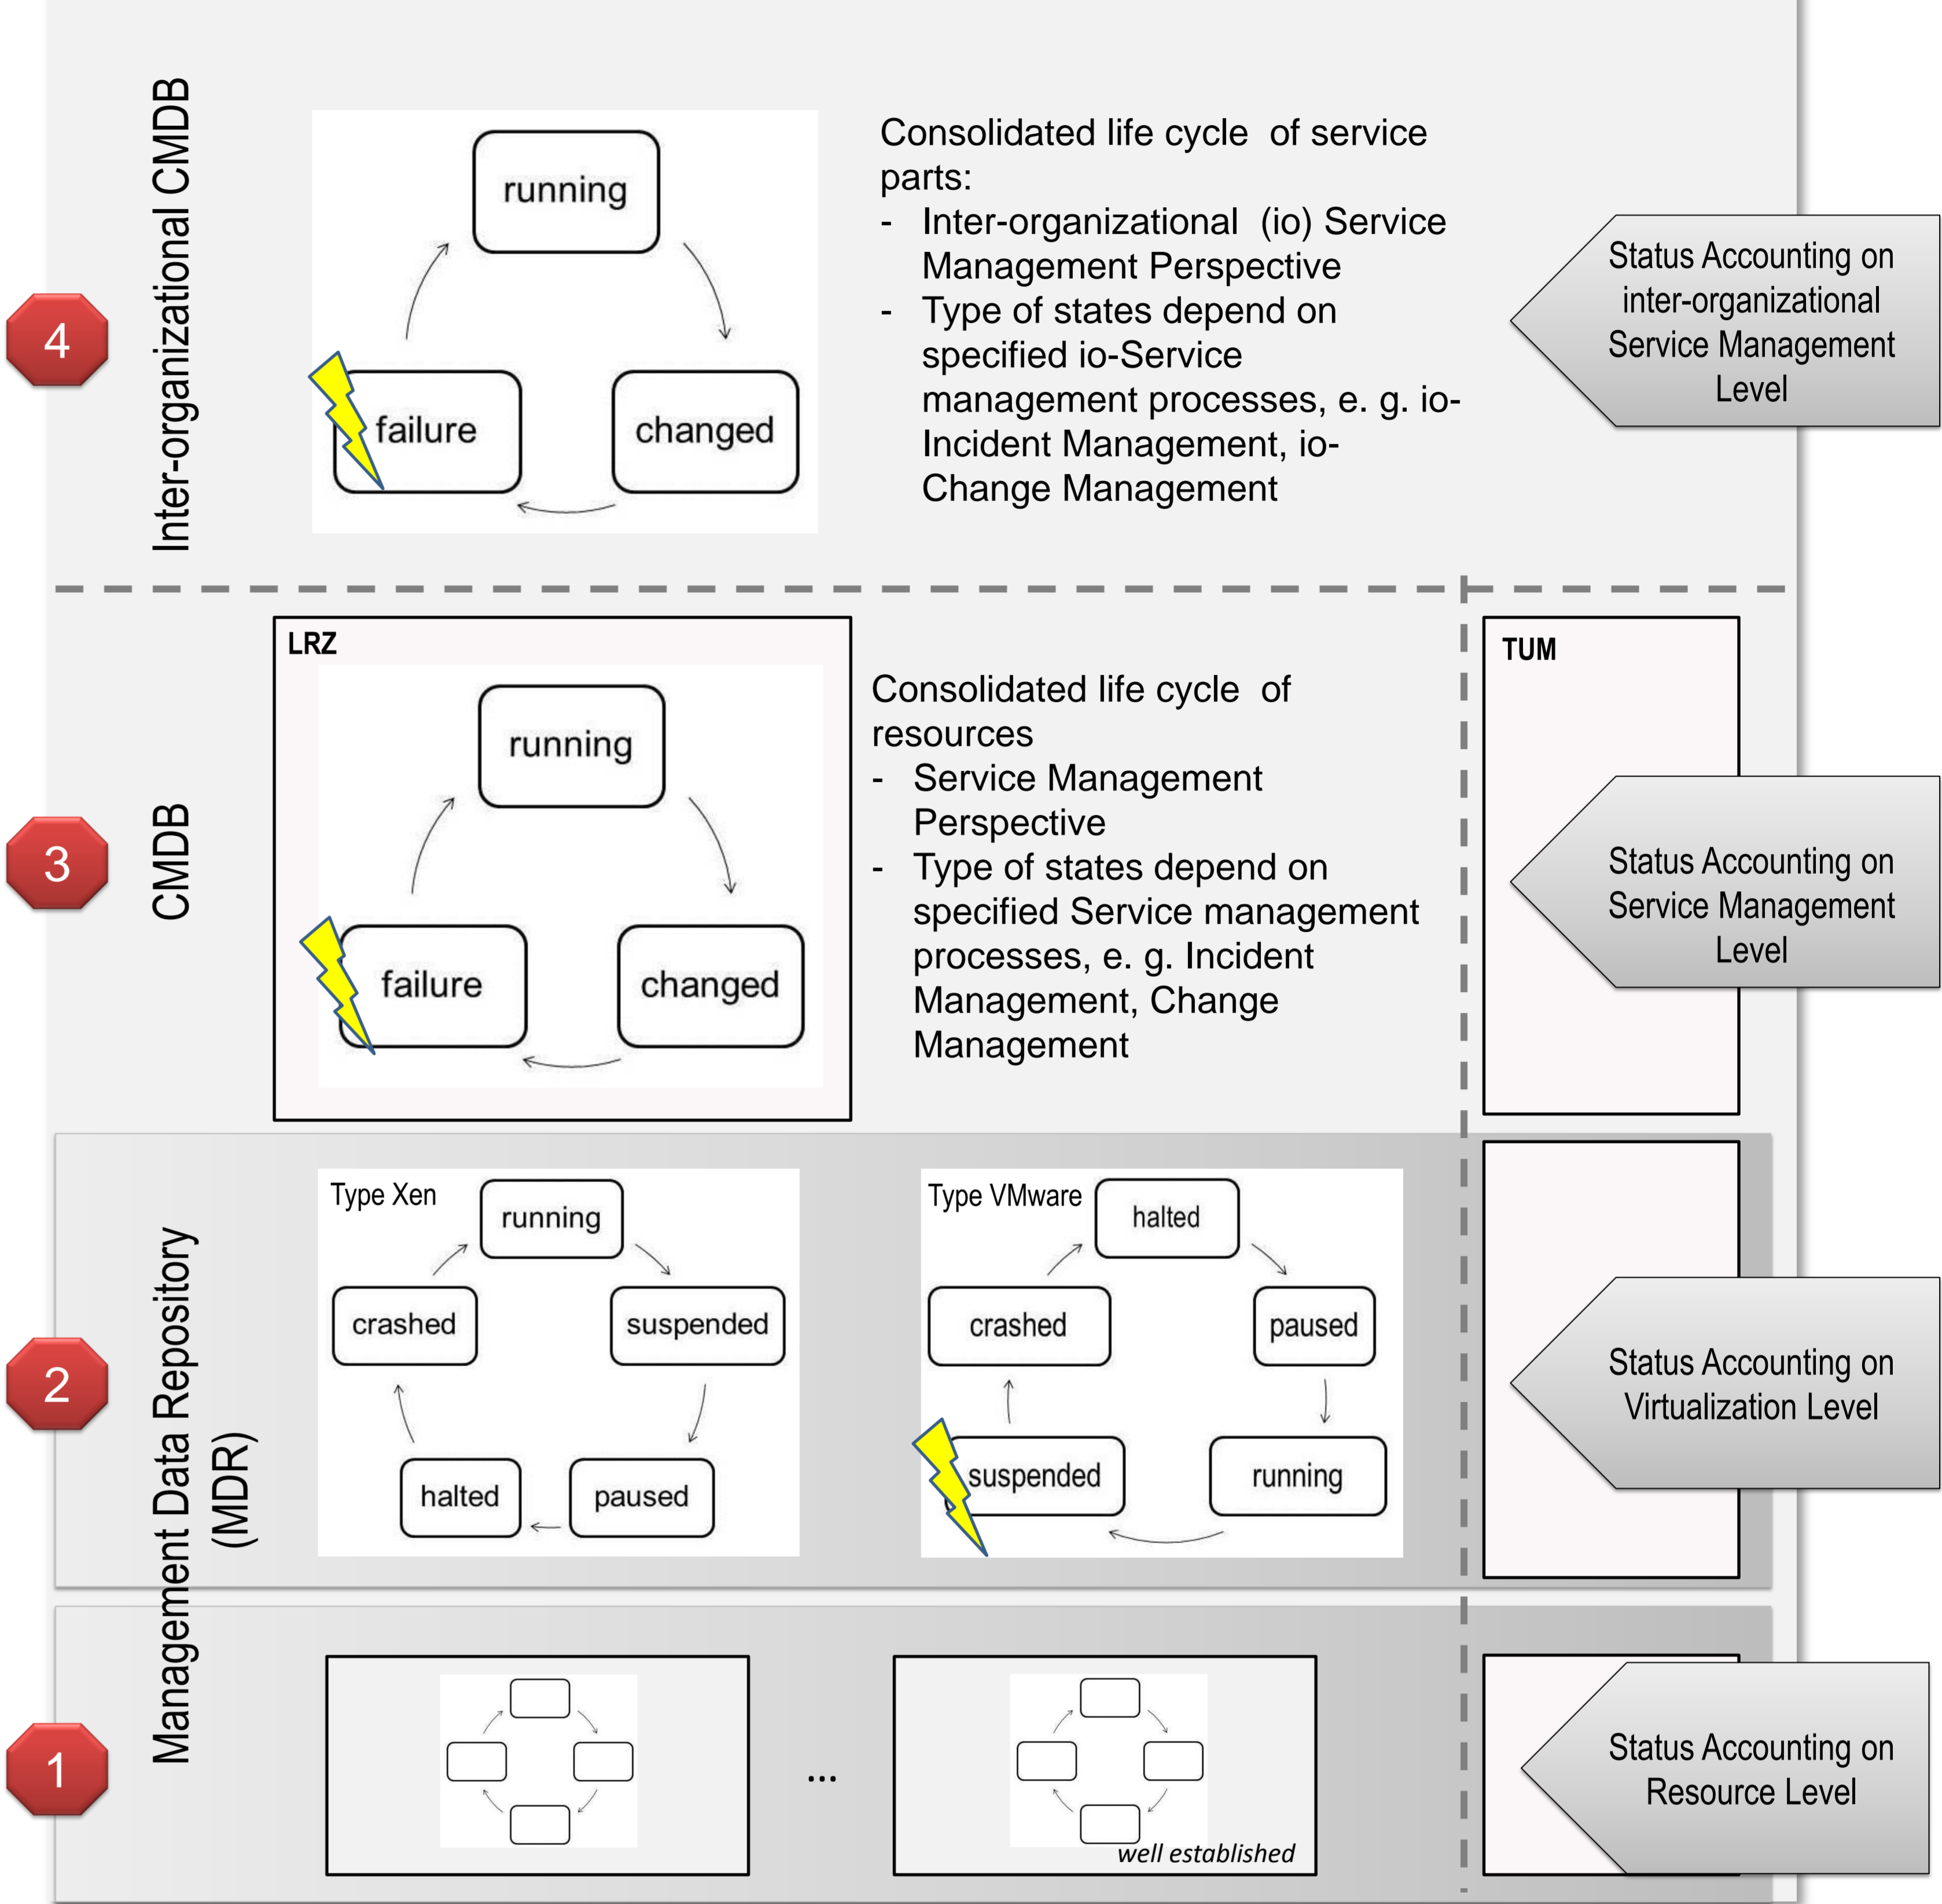 4
Inter-organizational CMDB
running
failure
changed
Consolidated life cycle  of service
parts:
- Inter-organizational  (io) Service
Management Perspective
- Type of states depend on
specified io-Service
management processes, e. g. io-
Incident Management, io-
Change Management
Status Accounting on
inter-organizational
Service Management
Level
3
CMDB
LRZ
running
failure
changed
Consolidated life cycle  of
resources
- Service Management
Perspective
- Type of states depend on
specified Service management
processes, e. g. Incident
Management, Change
Management
TUM
Status Accounting on
Service Management
Level
2
Management Data Repository
(MDR)
Type Xen
running
crashed
suspended
halted
paused
Type VMware
halted
crashed
paused
suspended
running
Status Accounting on
Virtualization Level
1
...
well established
Status Accounting on
Resource Level